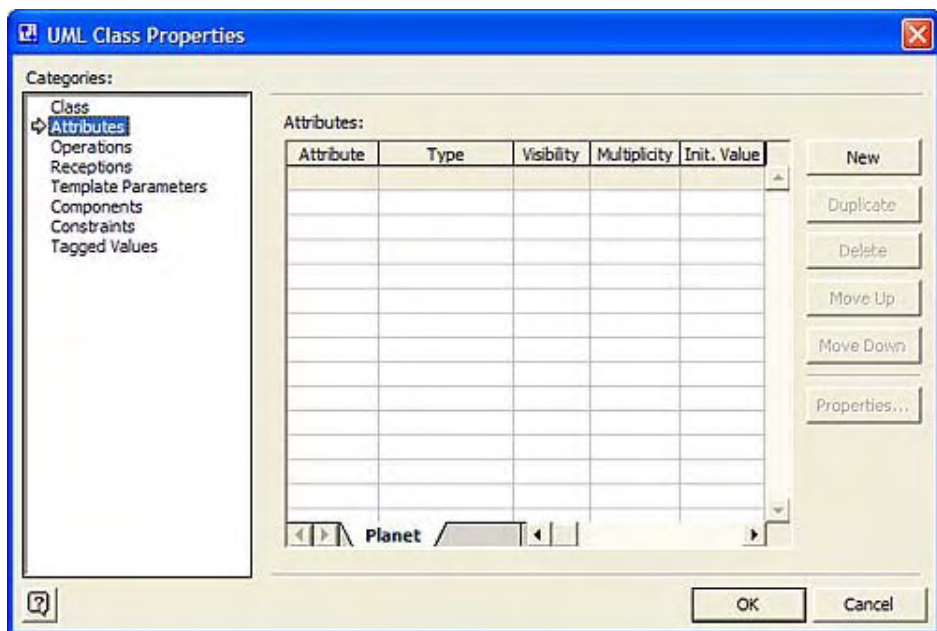 UML Class Properties
Categories:
Class
Attributes
Operations
Receptions
Template Parameters
Components
Constraints
Tagged Values
Attributes:
Attribute Type Visibility Multiplicity Init. Value
New
Duplicate
Delete
Move Up
Move Down
Properties...
Planet
OK Cancel